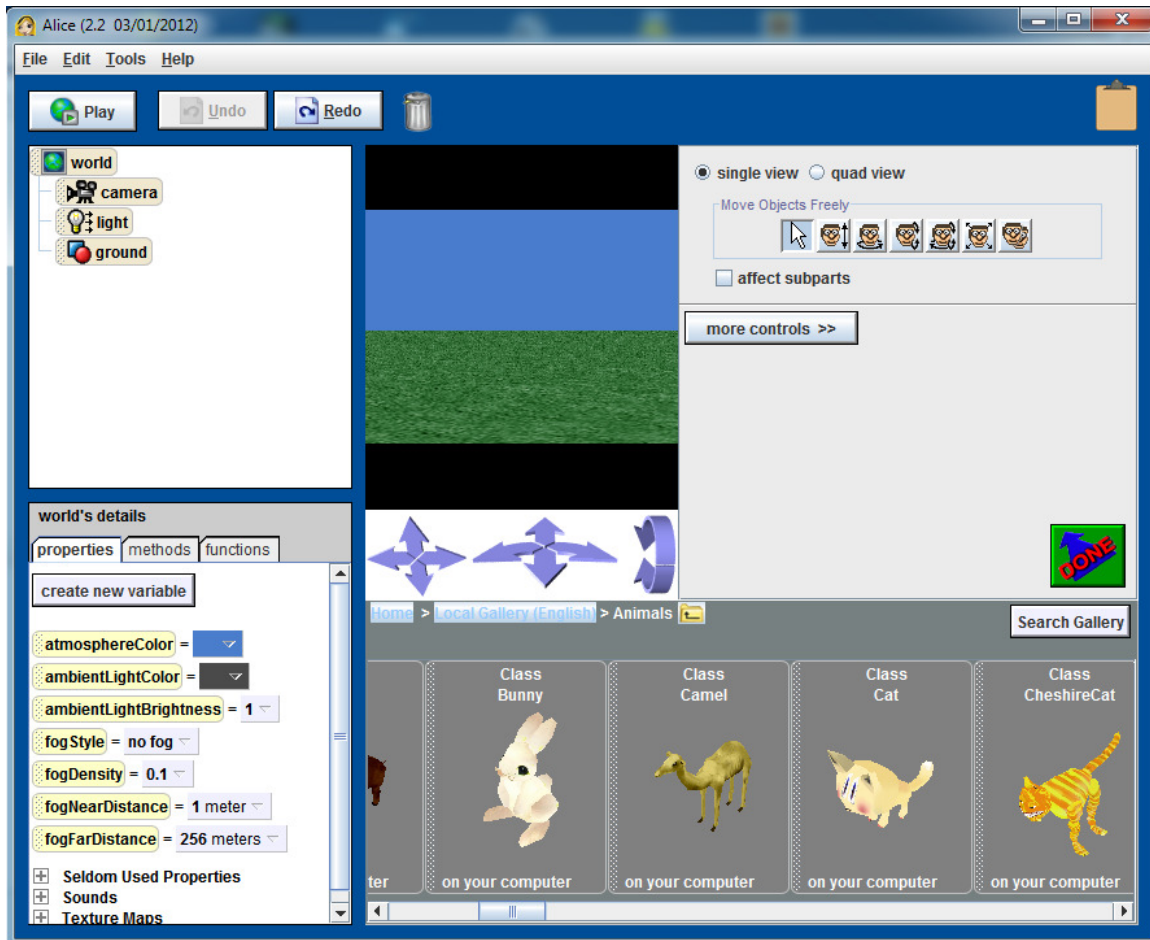 Alice (2.2 03/01/2012)
File Edit Tools Help
Play Undo Redo
world
camera
light
ground
single view quad view
Move Objects Freely
affect subparts
more controls >>
DONE
world's details
properties methods functions
create new variable
atmosphereColor =
ambientLightColor =
ambientLightBrightness = 1
fogStyle = no fog
fogDensity = 0.1
fogNearDistance = 1 meter
fogFarDistance = 256 meters
Seldom Used Properties
Sounds
Texture Maps
Home > Local Gallery (English) > Animals
Search Gallery
ter
Class
Bunny
on your computer
Class
Camel
on your computer
Class
Cat
on your computer
Class
CheshireCat
on your computer